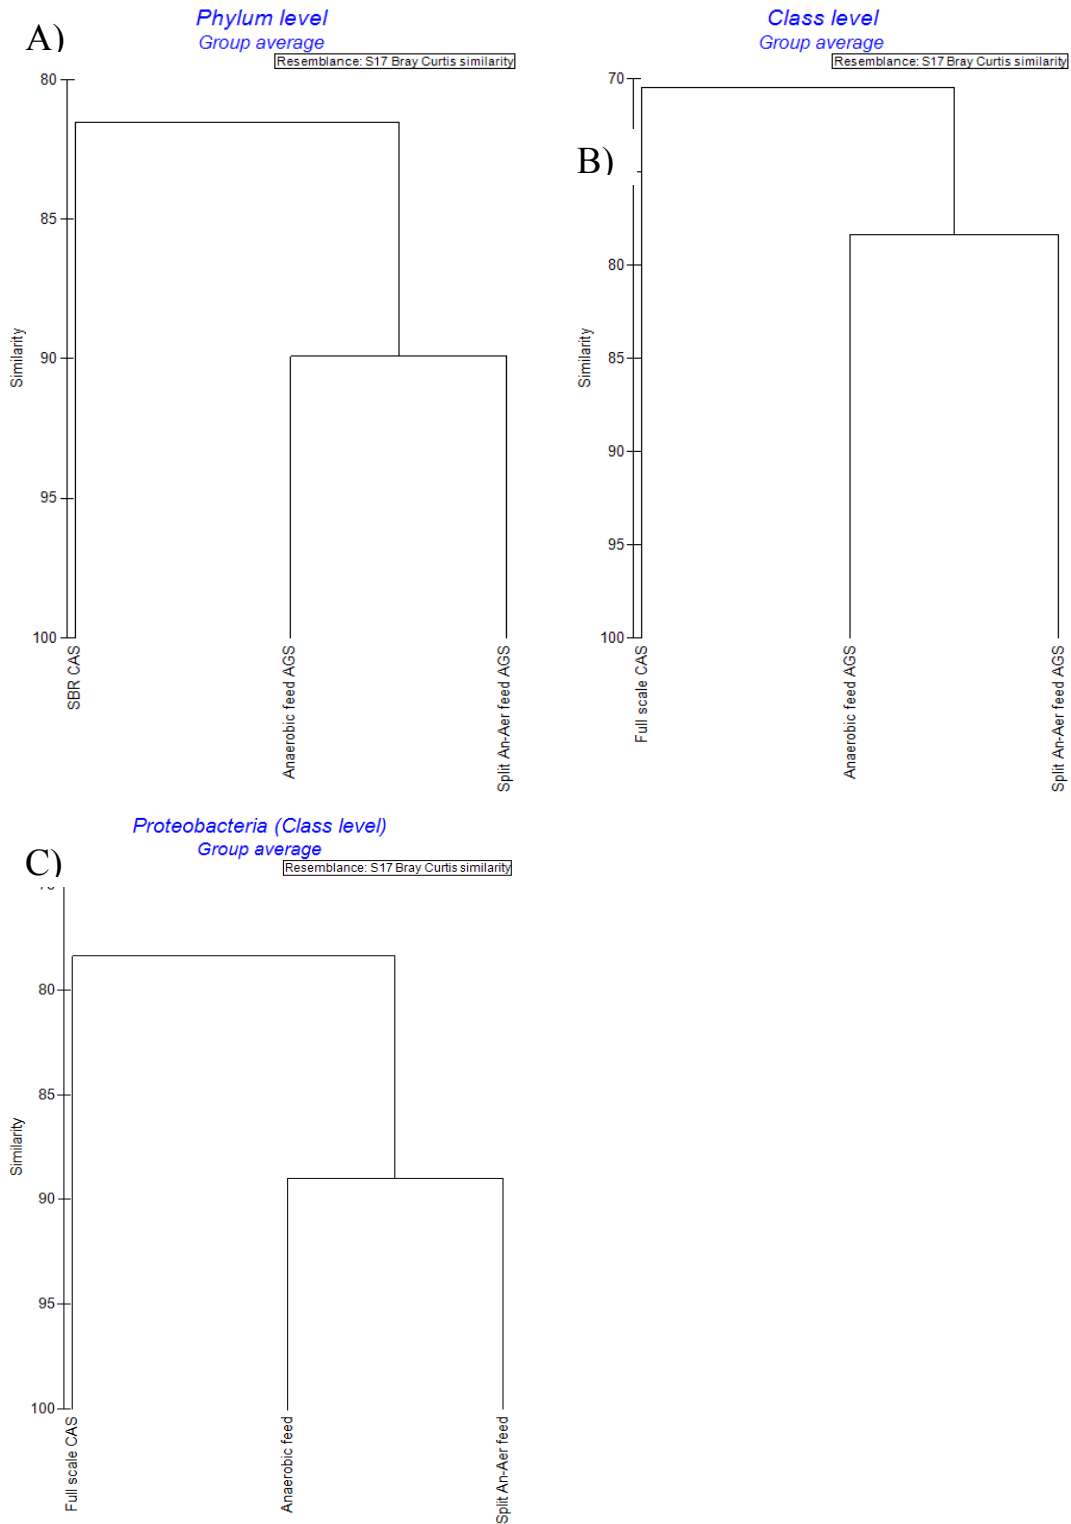 A)
Phylum level
Group average
Resemblance: S17 Bray Curtis similarity
80
85
90
95
100
Similarity
SBR CAS
Anaerobic feed AGS
Split An-Aer feed AGS
B)
Class level
Group average
Resemblance: S17 Bray Curtis similarity
70
80
85
90
95
100
Similarity
Full scale CAS
Anaerobic feed AGS
Split An-Aer feed AGS
C)
Proteobacteria (Class level)
Group average
Resemblance: S17 Bray Curtis similarity
80
85
90
95
100
Similarity
Full scale CAS
Anaerobic feed
Split An-Aer feed